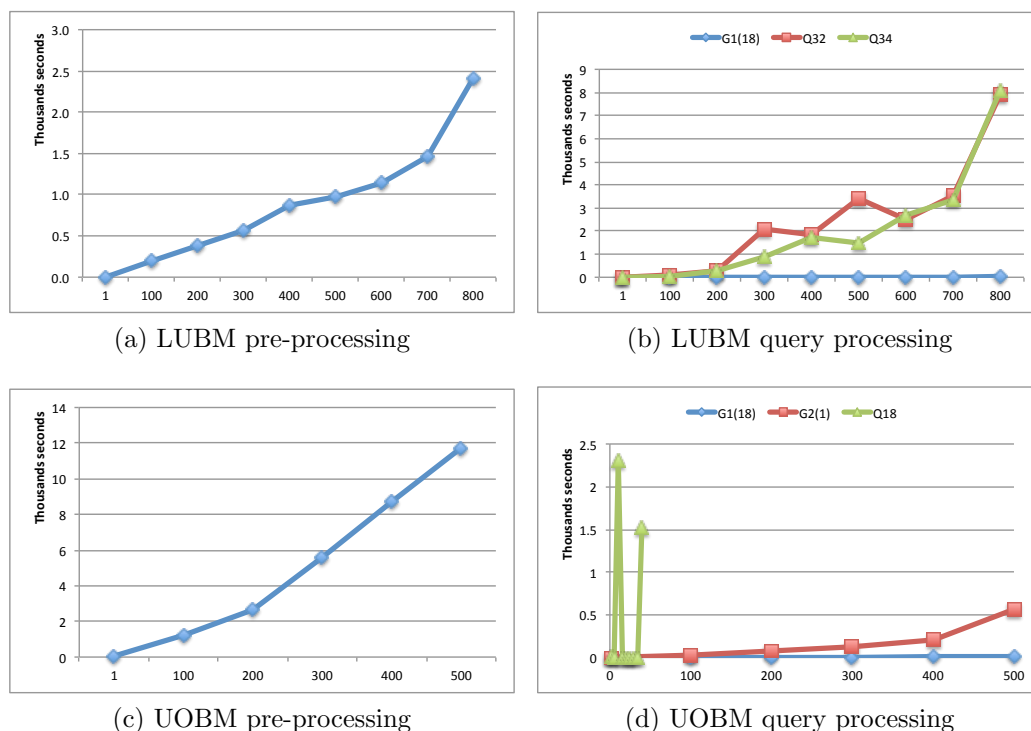 Thousands seconds
3.0
2.5
2.0
1.5
1.0
0.5
0.0
1 100 200 300 400 500 600 700 800
(a) LUBM pre-processing
G1(18) Q32 Q34
Thousands seconds
9
8
7
6
5
4
3
2
1
0
1 100 200 300 400 500 600 700 800
(b) LUBM query processing
Thousands seconds
14
12
10
8
6
4
2
0
1 100 200 300 400 500
(c) UOBM pre-processing
G1(18) G2(1) Q18
Thousands seconds
2.5
2
1.5
1
0.5
0
0 100 200 300 400 500
(d) UOBM query processing